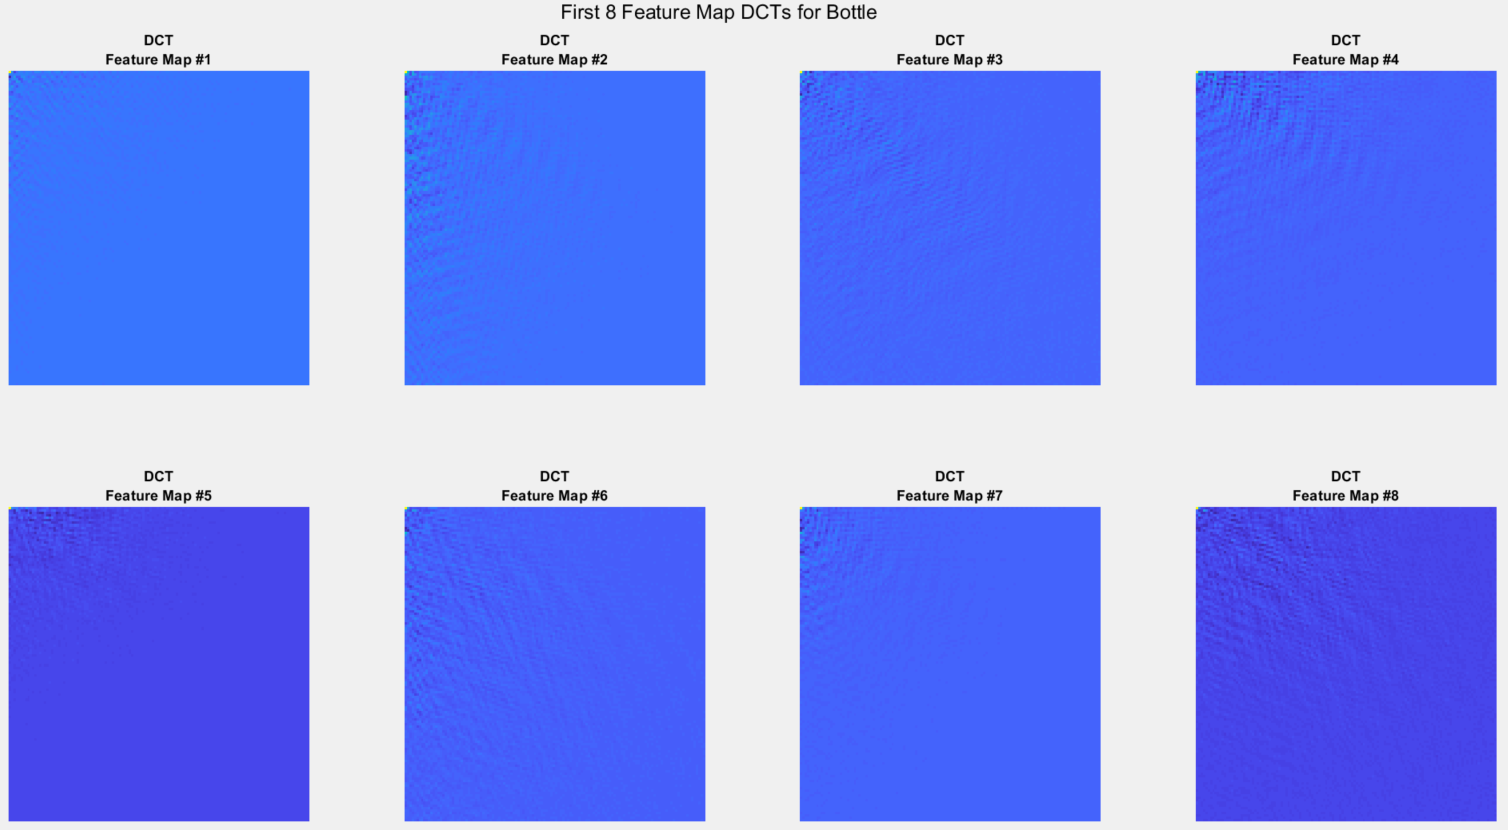 First 8 Feature Map DCTs for Bottle
DCT
Feature Map #1
DCT
Feature Map #2
DCT
Feature Map #3
DCT
Feature Map #4
DCT
Feature Map #5
DCT
Feature Map #6
DCT
Feature Map #7
DCT
Feature Map #8